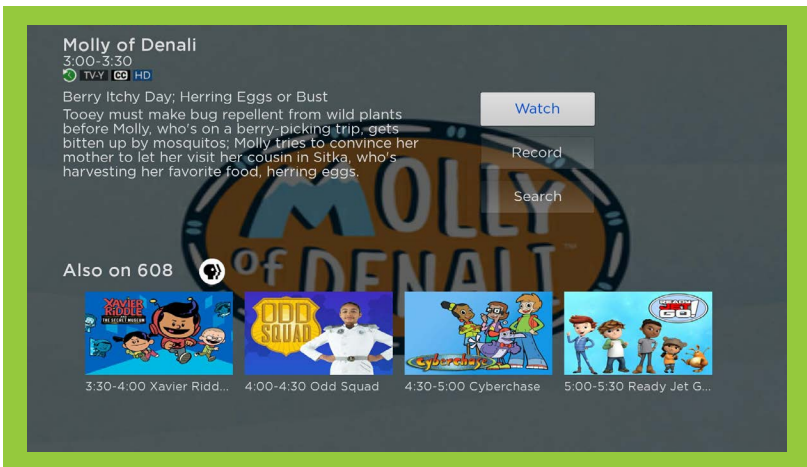 Molly of Denali
3:00-3:30
TV-Y CC HD
Berry Itchy Day; Herring Eggs or Bust
Tooey must make bug repellent from wild plants
before Molly, who's on a berry-picking trip, gets
bitten up by mosquitos; Molly tries to convince her
mother to let her visit her cousin in Sitka, who's
harvesting her favorite food, herring eggs.
Watch
Record
Search
MOLLY
OF DENALI
™
Also on 608
XAVIER
RIDDLE
AND
THE SECRET MUSEUM
ODD
SQUAD
Cyberchase
READY
JET
GO!
3:30-4:00 Xavier Ridd...
4:00-4:30 Odd Squad
4:30-5:00 Cyberchase
5:00-5:30 Ready Jet G...